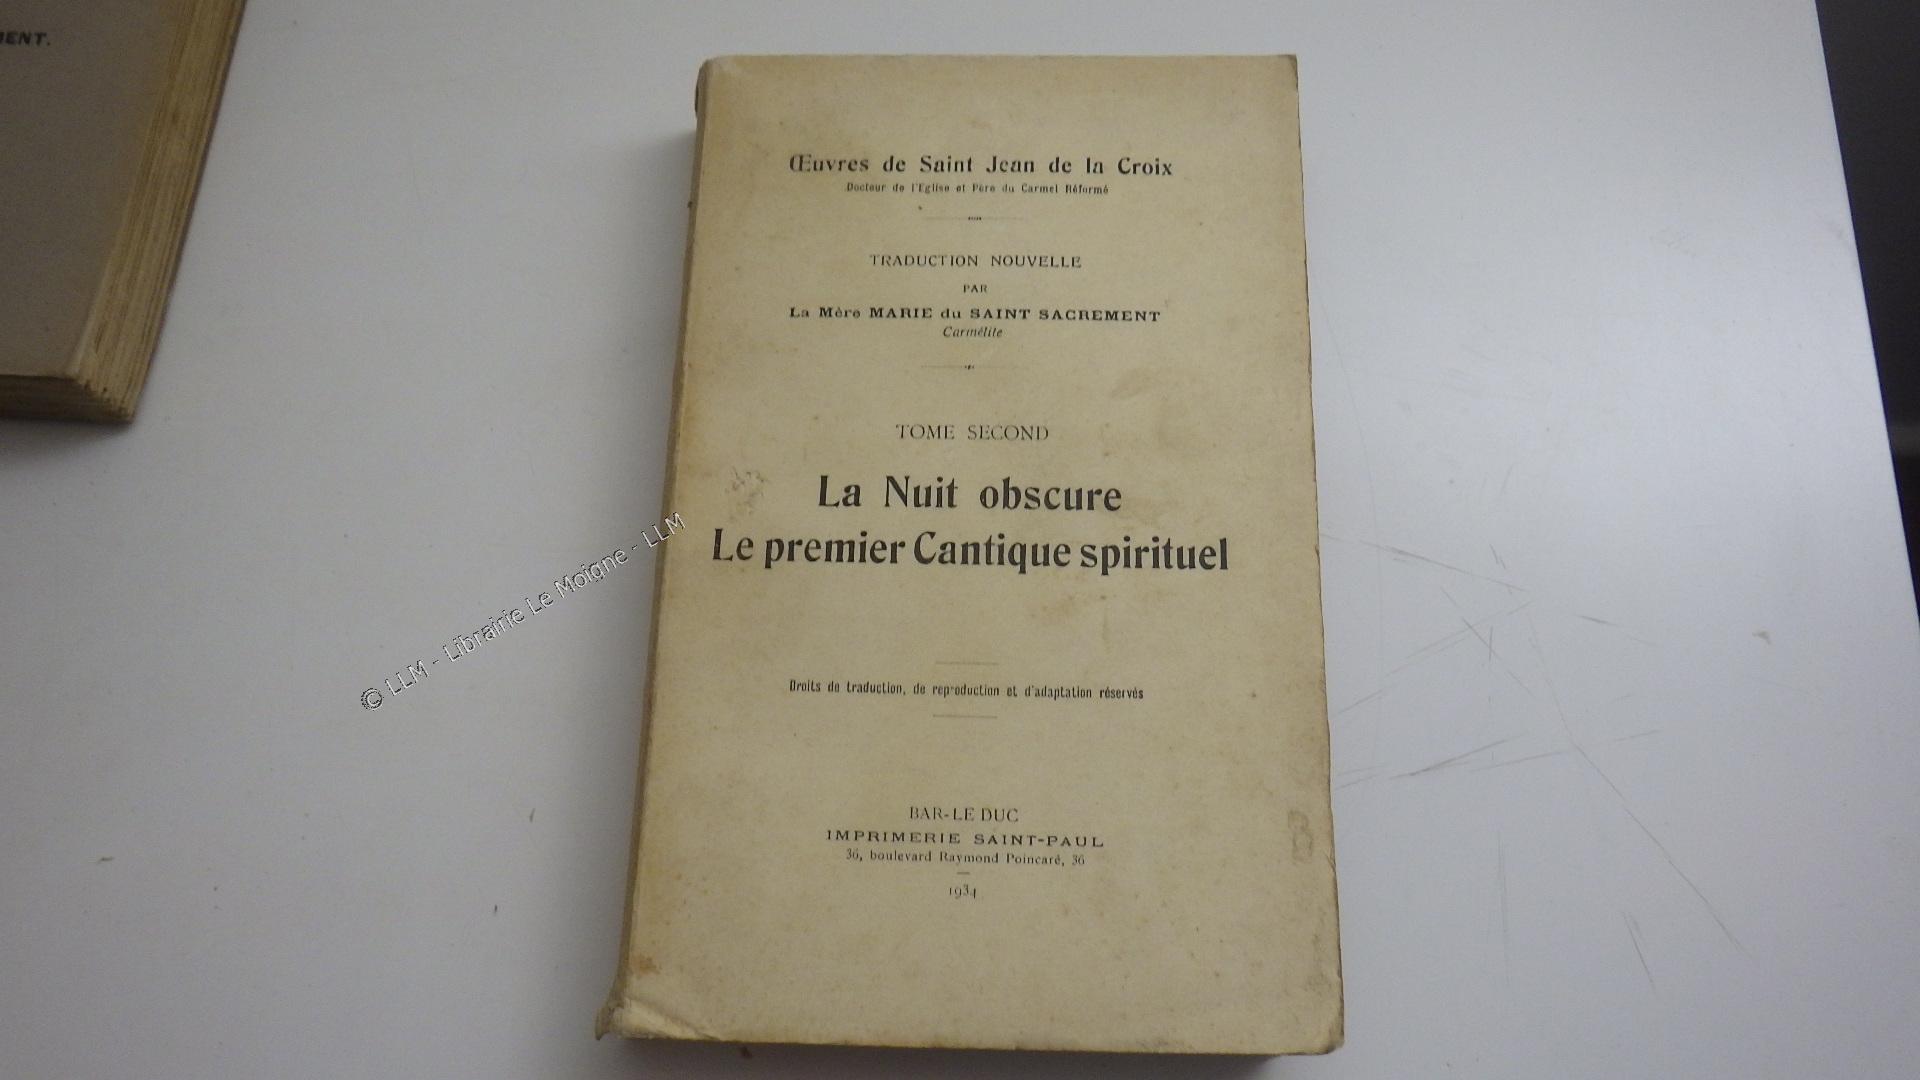 MENT.
Œuvres de Saint Jean de la Croix
Docteur de l'Eglise et Père du Carmel Réformé
TRADUCTION NOUVELLE
PAR
La Mère MARIE du SAINT SACREMENT
Carmélite
TOME SECOND
La Nuit obscure
Le premier Cantique spirituel
© LLM - Librairie Le Moigne - LLM
Droits de traduction, de reproduction et d'adaptation réservés
BAR-LE DUC
IMPRIMERIE SAINT-PAUL
36, boulevard Raymond Poincaré, 36
1934